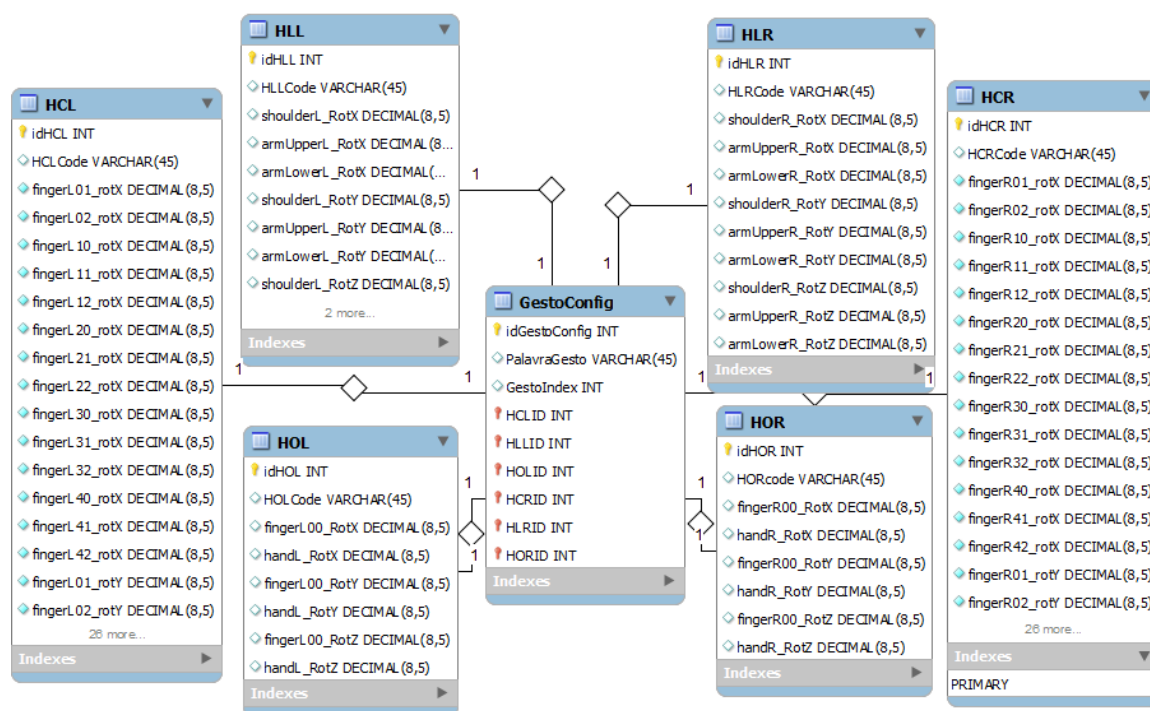 HCL
idHCL INT
HCLCode VARCHAR(45)
fingerL01_rotX DECIMAL(8,5)
fingerL02_rotX DECIMAL(8,5)
fingerL10_rotX DECIMAL(8,5)
fingerL11_rotX DECIMAL(8,5)
fingerL12_rotX DECIMAL(8,5)
fingerL20_rotX DECIMAL(8,5)
fingerL21_rotX DECIMAL(8,5)
fingerL22_rotX DECIMAL(8,5)
fingerL30_rotX DECIMAL(8,5)
fingerL31_rotX DECIMAL(8,5)
fingerL32_rotX DECIMAL(8,5)
fingerL40_rotX DECIMAL(8,5)
fingerL41_rotX DECIMAL(8,5)
fingerL42_rotX DECIMAL(8,5)
fingerL01_rotY DECIMAL(8,5)
fingerL02_rotY DECIMAL(8,5)
26 more...
Indexes
HLL
idHLL INT
HLLCode VARCHAR(45)
shoulderL_RotX DECIMAL(8,5)
armUpperL_RotX DECIMAL(8...
armLowerL_RotX DECIMAL(...
shoulderL_RotY DECIMAL(8,5)
armUpperL_RotY DECIMAL(8...
armLowerL_RotY DECIMAL(...
shoulderL_RotZ DECIMAL(8,5)
2 more...
Indexes
HOL
idHOL INT
HOLCode VARCHAR(45)
fingerL00_RotX DECIMAL(8,5)
handL_RotX DECIMAL(8,5)
fingerL00_RotY DECIMAL(8,5)
handL_RotY DECIMAL(8,5)
fingerL00_RotZ DECIMAL(8,5)
handL_RotZ DECIMAL(8,5)
Indexes
GestoConfig
idGestoConfig INT
PalavraGesto VARCHAR(45)
GestoIndex INT
HCLID INT
HLLID INT
HOLID INT
HCRID INT
HLRID INT
HORID INT
Indexes
HLR
idHLR INT
HLRCode VARCHAR(45)
shoulderR_RotX DECIMAL(8,5)
armUpperR_RotX DECIMAL(8,5)
armLowerR_RotX DECIMAL(8,5)
shoulderR_RotY DECIMAL(8,5)
armUpperR_RotY DECIMAL(8,5)
armLowerR_RotY DECIMAL(8,5)
shoulderR_RotZ DECIMAL(8,5)
armUpperR_RotZ DECIMAL(8,5)
armLowerR_RotZ DECIMAL(8,5)
Indexes
HOR
idHOR INT
HORcode VARCHAR(45)
fingerR00_RotX DECIMAL(8,5)
handR_RotX DECIMAL(8,5)
fingerR00_RotY DECIMAL(8,5)
handR_RotY DECIMAL(8,5)
fingerR00_RotZ DECIMAL(8,5)
handR_RotZ DECIMAL(8,5)
Indexes
HCR
idHCR INT
HCRCode VARCHAR(45)
fingerR01_rotX DECIMAL(8,5)
fingerR02_rotX DECIMAL(8,5)
fingerR10_rotX DECIMAL(8,5)
fingerR11_rotX DECIMAL(8,5)
fingerR12_rotX DECIMAL(8,5)
fingerR20_rotX DECIMAL(8,5)
fingerR21_rotX DECIMAL(8,5)
fingerR22_rotX DECIMAL(8,5)
fingerR30_rotX DECIMAL(8,5)
fingerR31_rotX DECIMAL(8,5)
fingerR32_rotX DECIMAL(8,5)
fingerR40_rotX DECIMAL(8,5)
fingerR41_rotX DECIMAL(8,5)
fingerR42_rotX DECIMAL(8,5)
fingerR01_rotY DECIMAL(8,5)
fingerR02_rotY DECIMAL(8,5)
26 more...
Indexes
PRIMARY
1
1
1
1
1
1
1
1
1
1
1
1